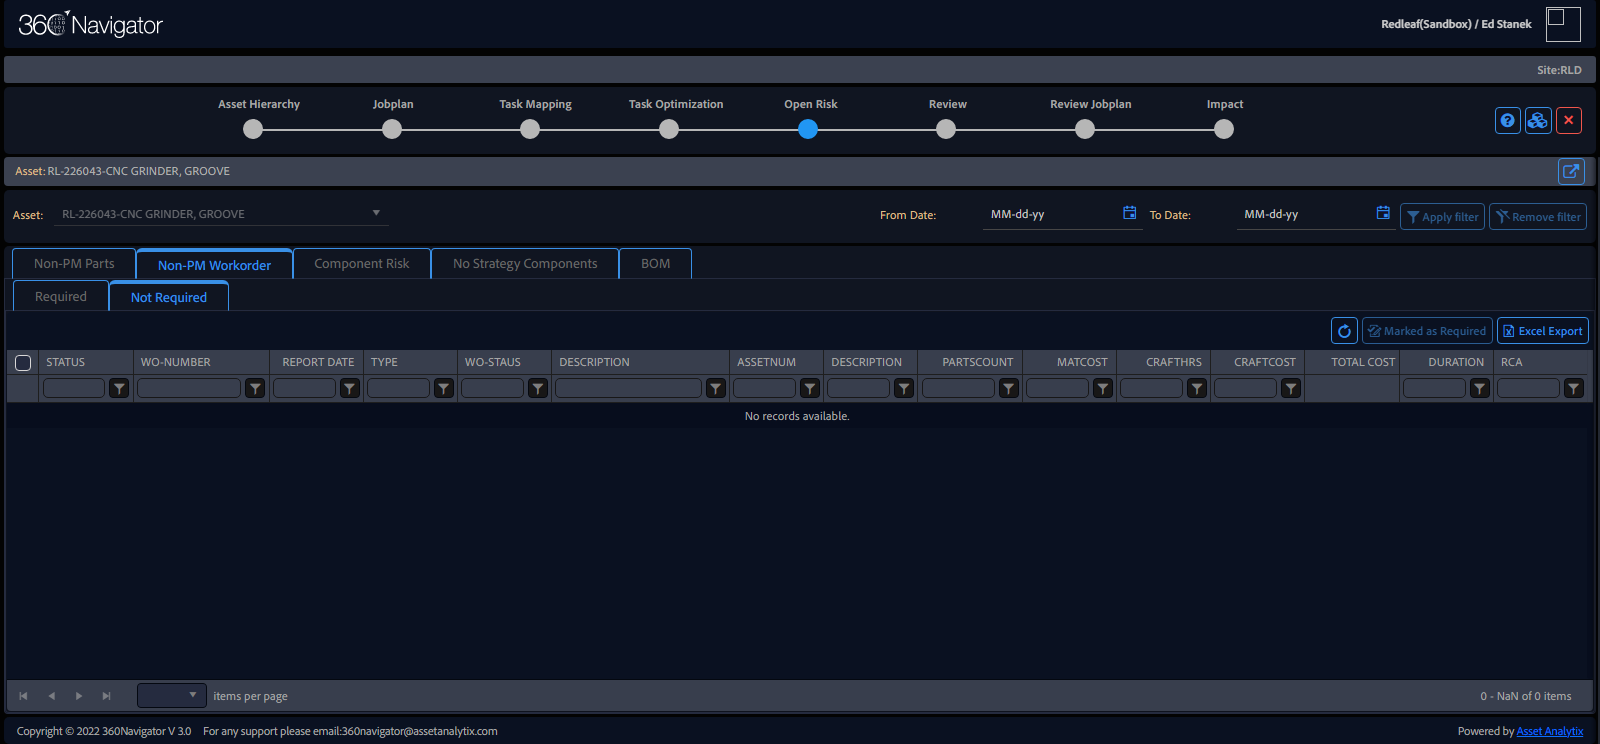 360 Navigator
Redleaf(Sandbox) / Ed Stanek
Site:RLD
Asset Hierarchy Jobplan Task Mapping Task Optimization Open Risk Review Review Jobplan Impact
Asset: RL-226043-CNC GRINDER, GROOVE
Asset: RL-226043-CNC GRINDER, GROOVE From Date: MM-dd-yy To Date: MM-dd-yy Apply filter Remove filter
Non-PM Parts Non-PM Workorder Component Risk No Strategy Components BOM
Required Not Required
Marked as Required Excel Export
STATUS WO-NUMBER REPORT DATE TYPE WO-STAUS DESCRIPTION ASSETNUM DESCRIPTION PARTSCOUNT MATCOST CRAFTHRS CRAFTCOST TOTAL COST DURATION RCA
No records available.
items per page 0 - NaN of 0 items
Copyright © 2022 360Navigator V 3.0 For any support please email:360navigator@assetanalytix.com Powered by Asset Analytix